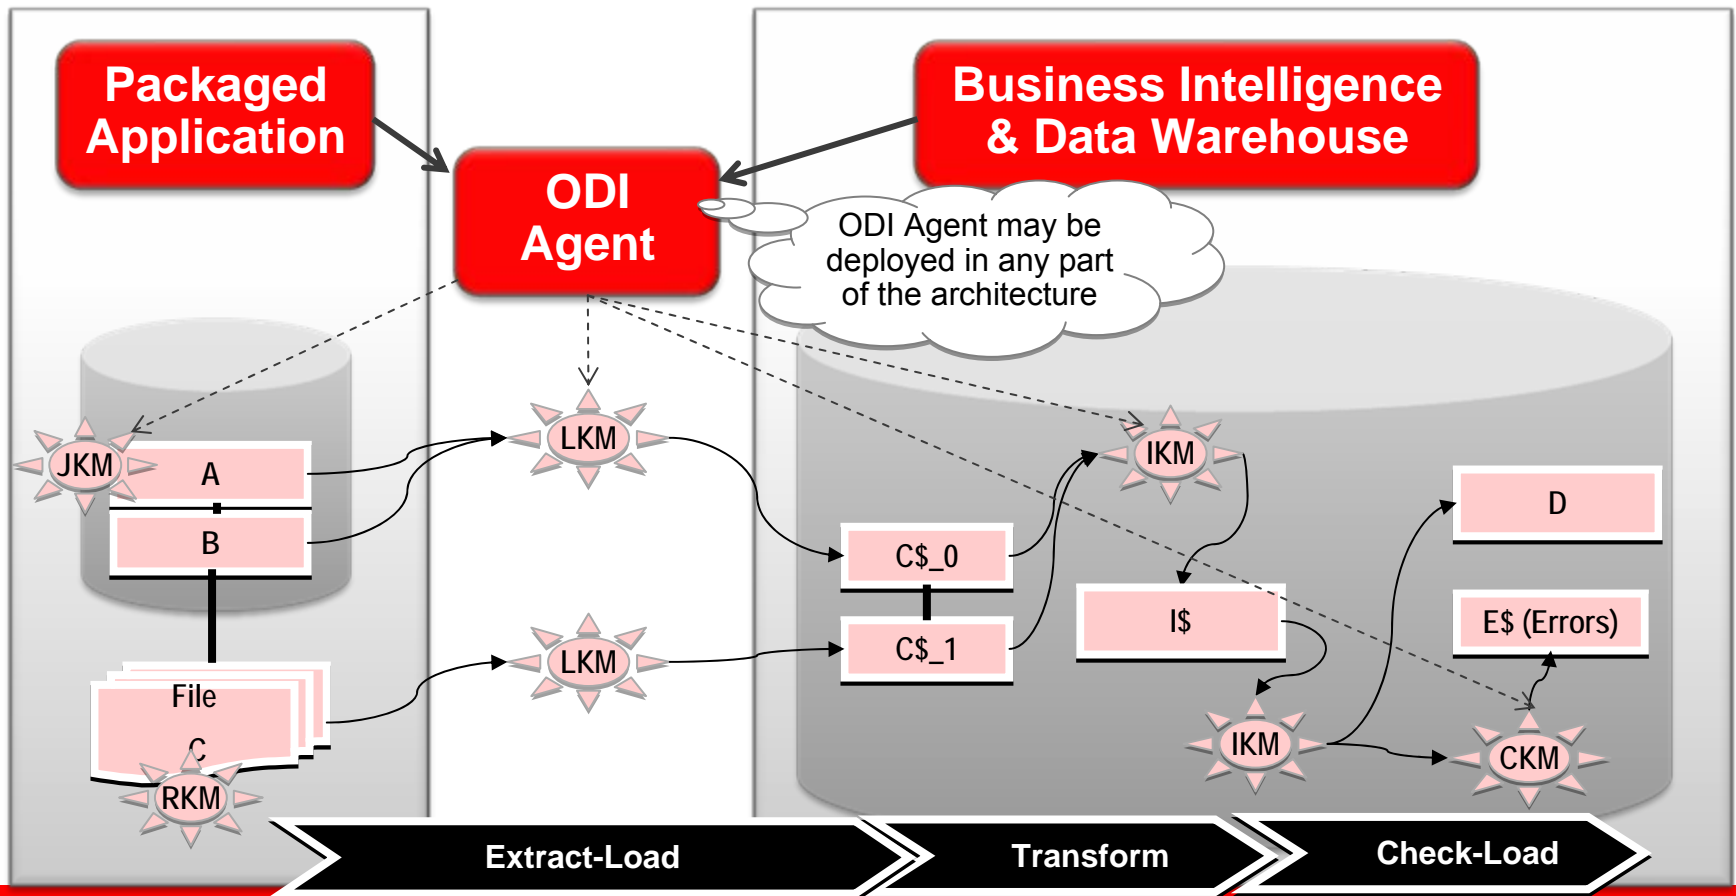 Packaged
Application
Business Intelligence
& Data Warehouse
ODI
Agent
ODI Agent may be
deployed in any part
of the architecture
JKM
A
B
File
C
RKM
LKM
LKM
C$_0
C$_1
IKM
I$
IKM
D
E$ (Errors)
CKM
Extract-Load
Transform
Check-Load